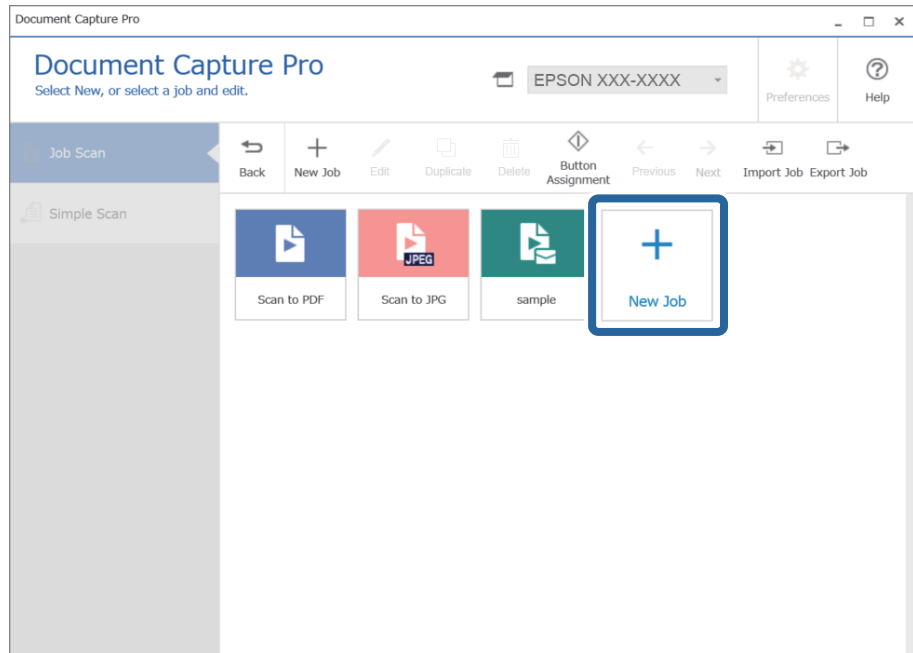 Document Capture Pro
Document Capture Pro
Select New, or select a job and edit.
EPSON XXX-XXXX
Preferences
Help
Job Scan
Simple Scan
Back
New Job
Edit
Duplicate
Delete
Button
Assignment
Previous
Next
Import Job
Export Job
JPEG
Scan to PDF
Scan to JPG
sample
New Job